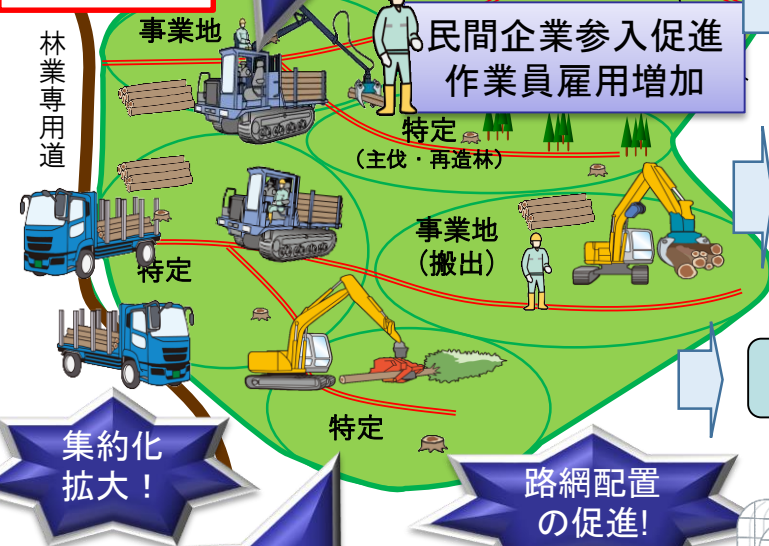 事業地
民間企業参入促進
作業員雇用増加
林業専用道
特定
（主伐・再造林）
事業地
（搬出）
特定
特定
集約化
拡大！
路網配置
の促進!